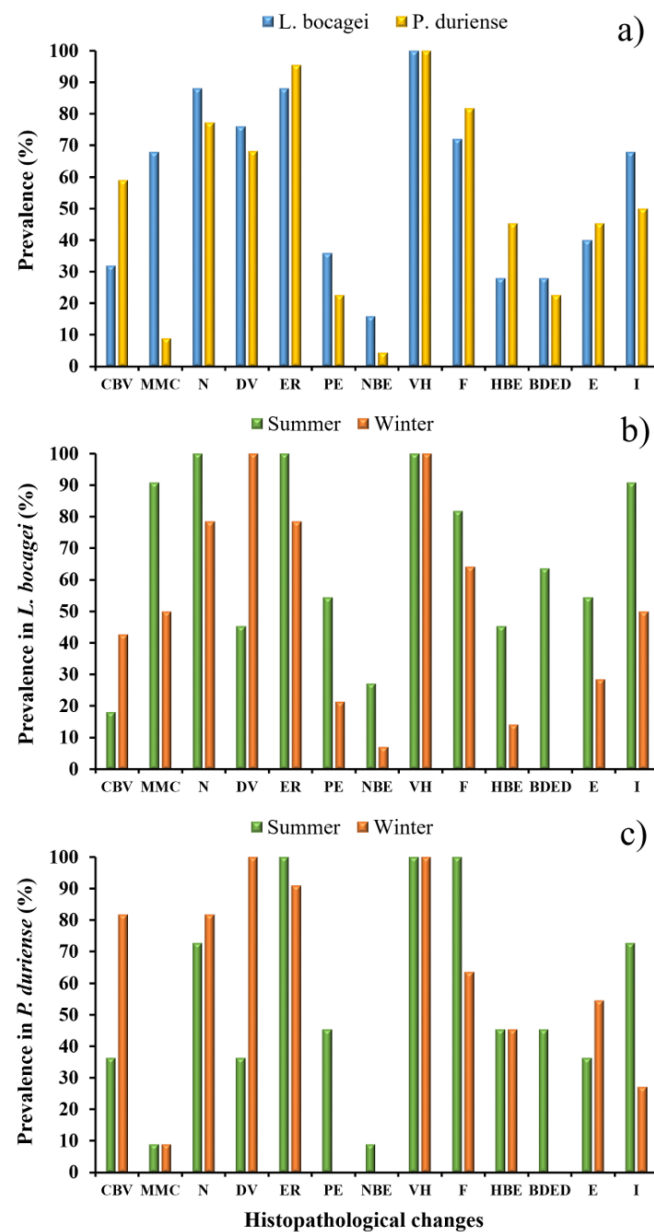 L. bocagei P. duriense
a)
Prevalence (%)
100
90
80
70
60
50
40
30
20
10
0
CBV MMC N DV ER PE NBE VH F HBE BDED E I
Summer Winter
b)
Prevalence in L. bocagei (%)
100
90
80
70
60
50
40
30
20
10
0
CBV MMC N DV ER PE NBE VH F HBE BDED E I
Summer Winter
c)
Prevalence in P. duriense (%)
100
90
80
70
60
50
40
30
20
10
0
CBV MMC N DV ER PE NBE VH F HBE BDED E I
Histopathological changes